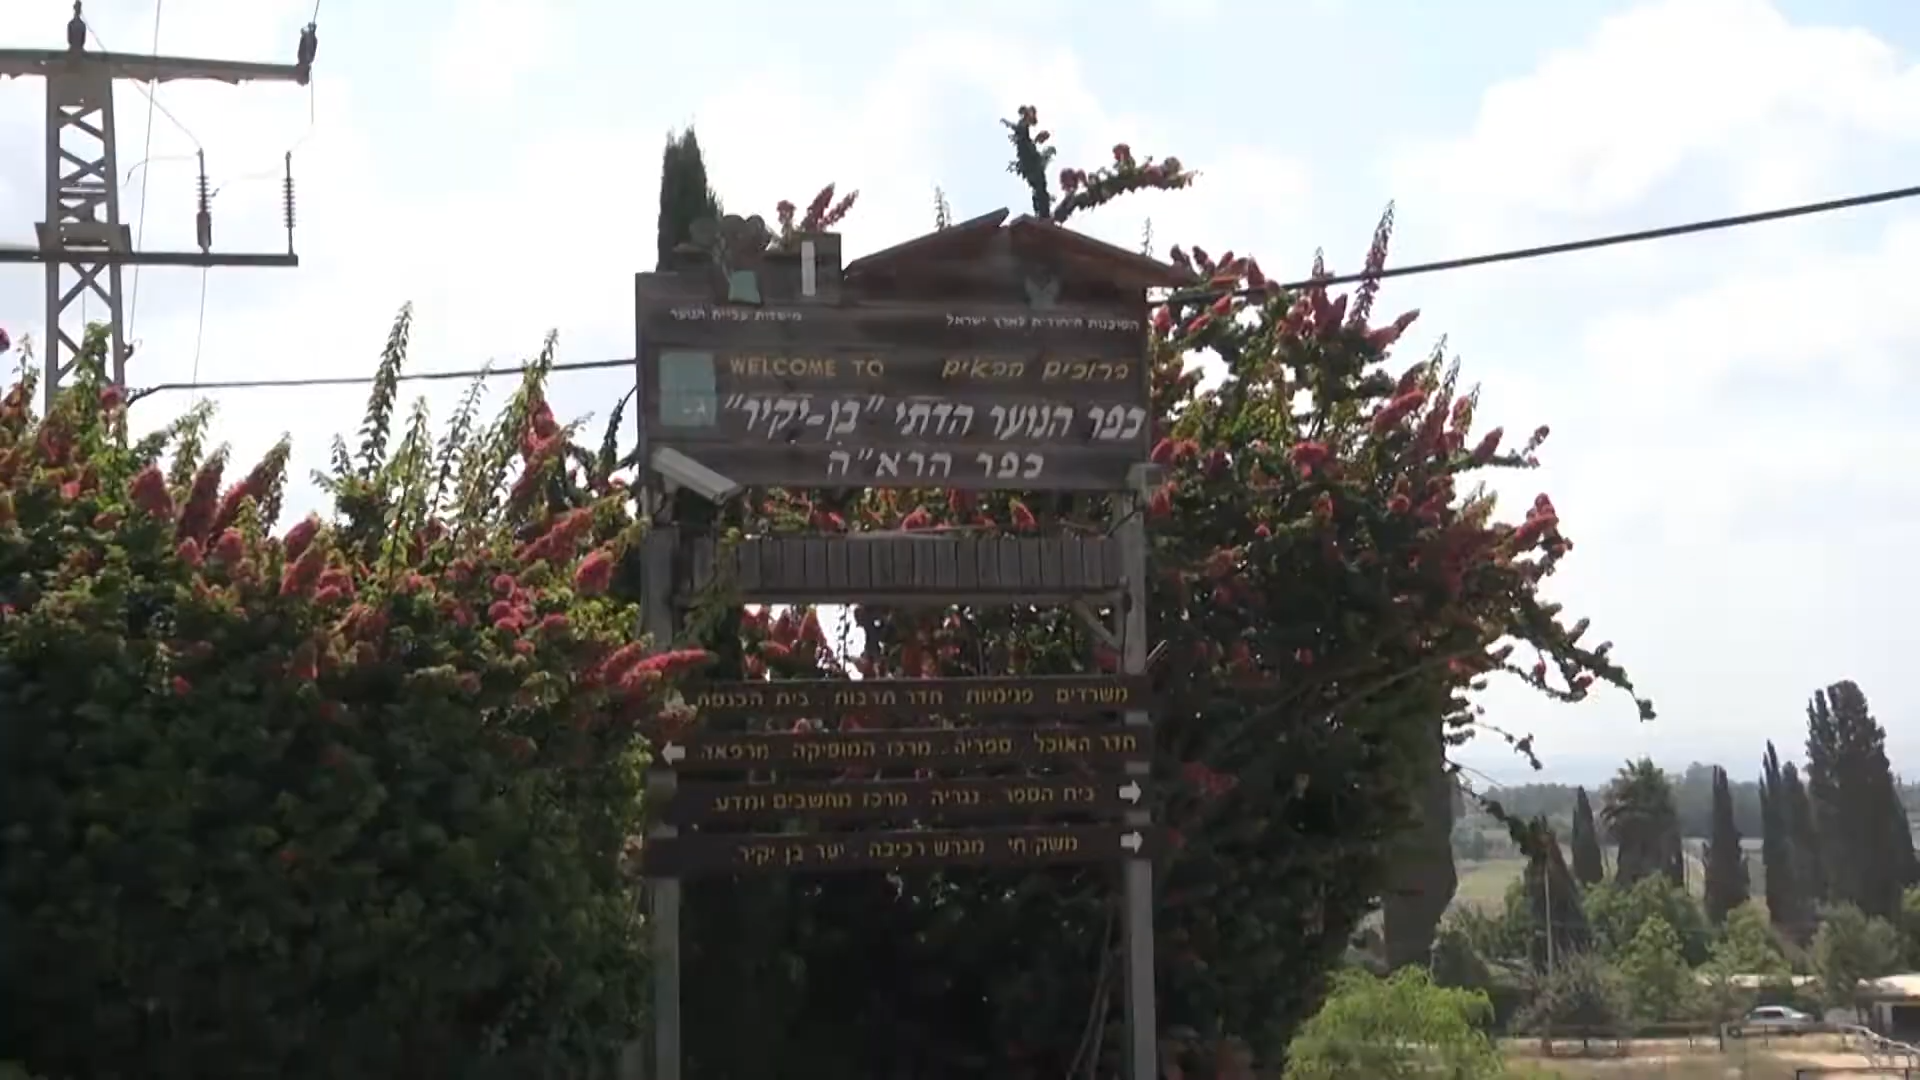 הסוכנות היהודית לארץ ישראל
מוסדות עליית הנוער
ברוכים הבאים WELCOME TO
כפר הנוער הדתי "בן-יקיר"
כפר הרא"ה
משרדים פנימיות חדר תרבות . בית הכנסת
חדר האוכל . ספריה . מרכז המוסיקה מרפאה
בית הספר . נגריה . מרכז מחשבים ומדע
משק חי מגרש רכיבה . יער בן יקיר